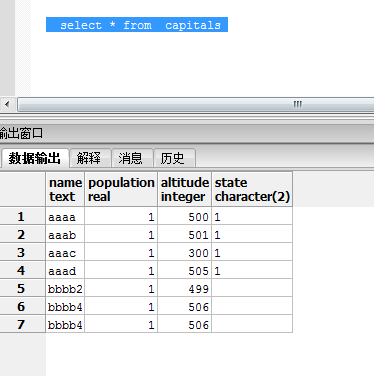 select * from capitals
输出窗口
数据输出 解释 消息 历史
name population altitude state
text real integer character(2)
1 aaaa 1 500 1
2 aaab 1 501 1
3 aaac 1 300 1
4 aaad 1 505 1
5 bbbb2 1 499
6 bbbb4 1 506
7 bbbb4 1 506